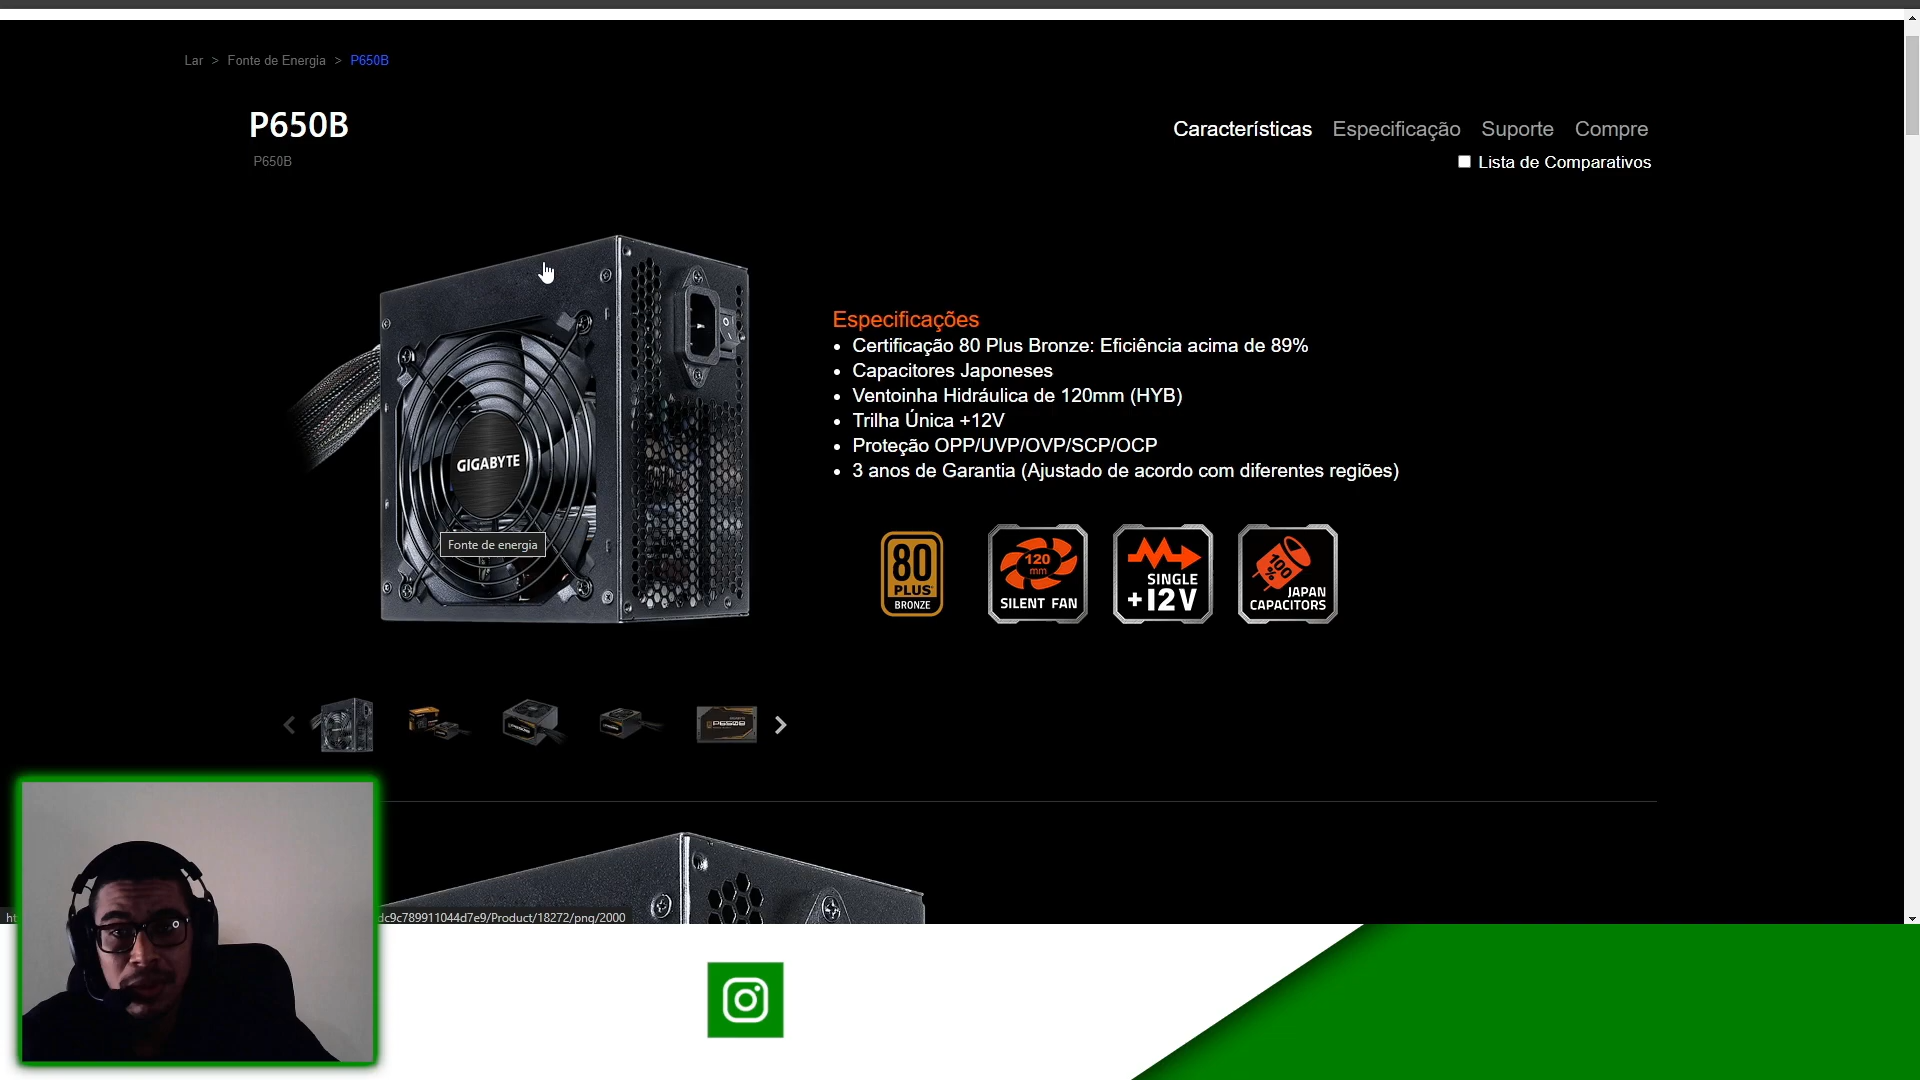 Lar > Fonte de Energia > P650B
P650B
P650B
Características Especificação Suporte Compre
Lista de Comparativos
GIGABYTE
Fonte de energia
Especificações
Certificação 80 Plus Bronze: Eficiência acima de 89%
Capacitores Japoneses
Ventoinha Hidráulica de 120mm (HYB)
Trilha Única +12V
Proteção OPP/UVP/OVP/SCP/OCP
3 anos de Garantia (Ajustado de acordo com diferentes regiões)
80
PLUS
BRONZE
120
mm
SILENT FAN
SINGLE
+12V
100
%
JAPAN
CAPACITORS
P650B
dc9c789911044d7e9/Product/18272/png/2000